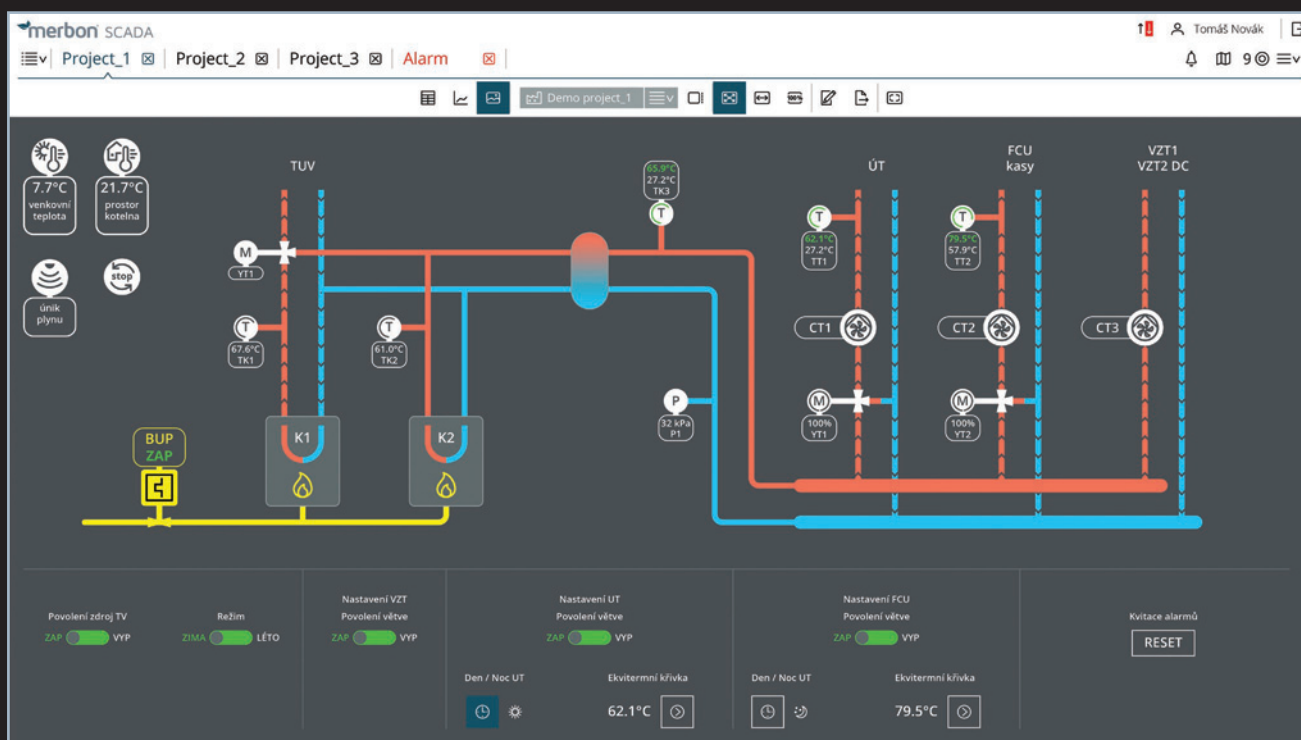 merbon SCADA
Tomáš Novák
Project_1
Project_2
Project_3
Alarm
9
Demo project_1
100%
7.7°C
venkovní
teplota
21.7°C
prostor
kotelna
únik
plynu
stop
TUV
M
YT1
T
67.6°C
TK1
T
61.0°C
TK2
65.9°C
27.2°C
TK3
T
ÚT
FCU
kasy
VZT1
VZT2 DC
T
62.1°C
27.2°C
TT1
T
79.5°C
57.9°C
TT2
CT1
CT2
CT3
P
32 kPa
P1
M
100%
YT1
M
100%
YT2
BUP
ZAP
K1
K2
Povolení zdroj TV
ZAP VYP
Režim
ZIMA LÉTO
Nastavení VZT
Povolení větve
ZAP VYP
Nastavení UT
Povolení větve
ZAP VYP
Den / Noc UT
Ekvitermní křivka
62.1°C
Nastavení FCU
Povolení větve
ZAP VYP
Den / Noc UT
Ekvitermní křivka
79.5°C
Kvitace alarmů
RESET